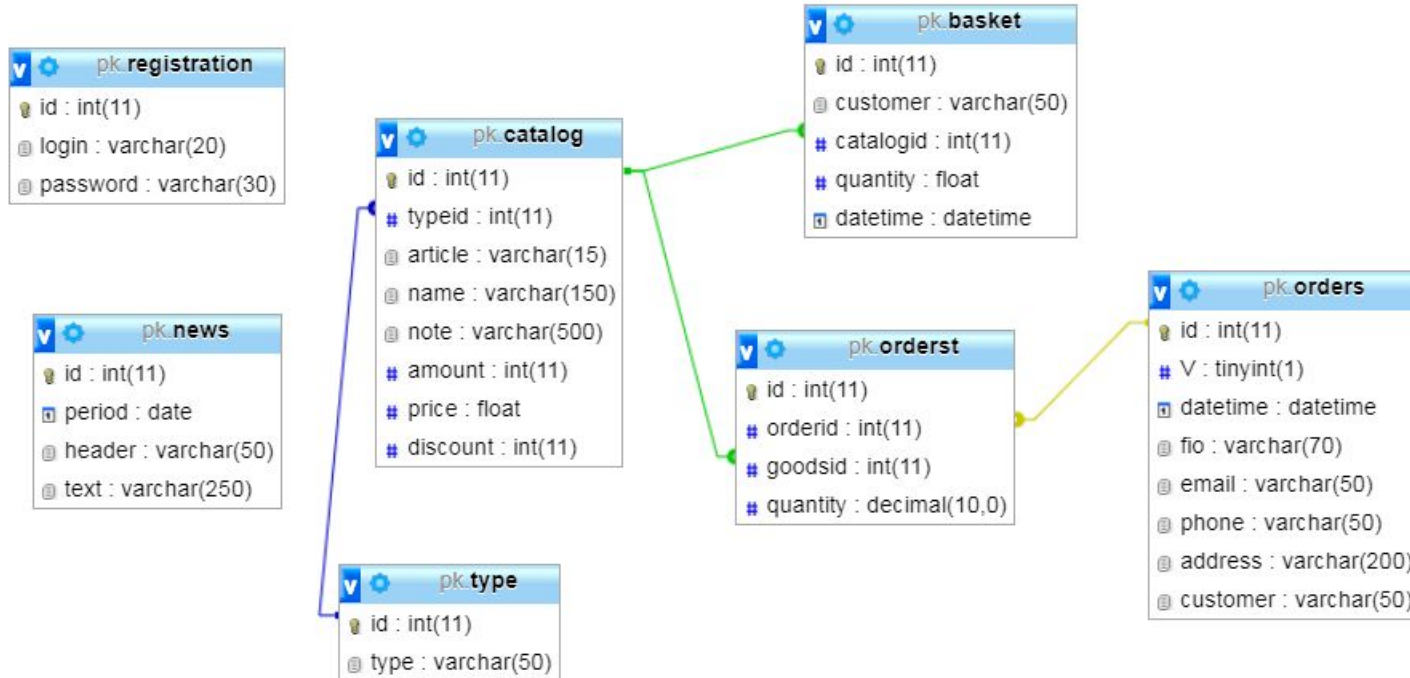 pk.registration
id : int(11)
login : varchar(20)
password : varchar(30)
pk.news
id : int(11)
period : date
header : varchar(50)
text : varchar(250)
pk.catalog
id : int(11)
typeid : int(11)
article : varchar(15)
name : varchar(150)
note : varchar(500)
amount : int(11)
price : float
discount : int(11)
pk.type
id : int(11)
type : varchar(50)
pk.basket
id : int(11)
customer : varchar(50)
catalogid : int(11)
quantity : float
datetime : datetime
pk.orderst
id : int(11)
orderid : int(11)
goodsid : int(11)
quantity : decimal(10,0)
pk.orders
id : int(11)
V : tinyint(1)
datetime : datetime
fio : varchar(70)
email : varchar(50)
phone : varchar(50)
address : varchar(200)
customer : varchar(50)